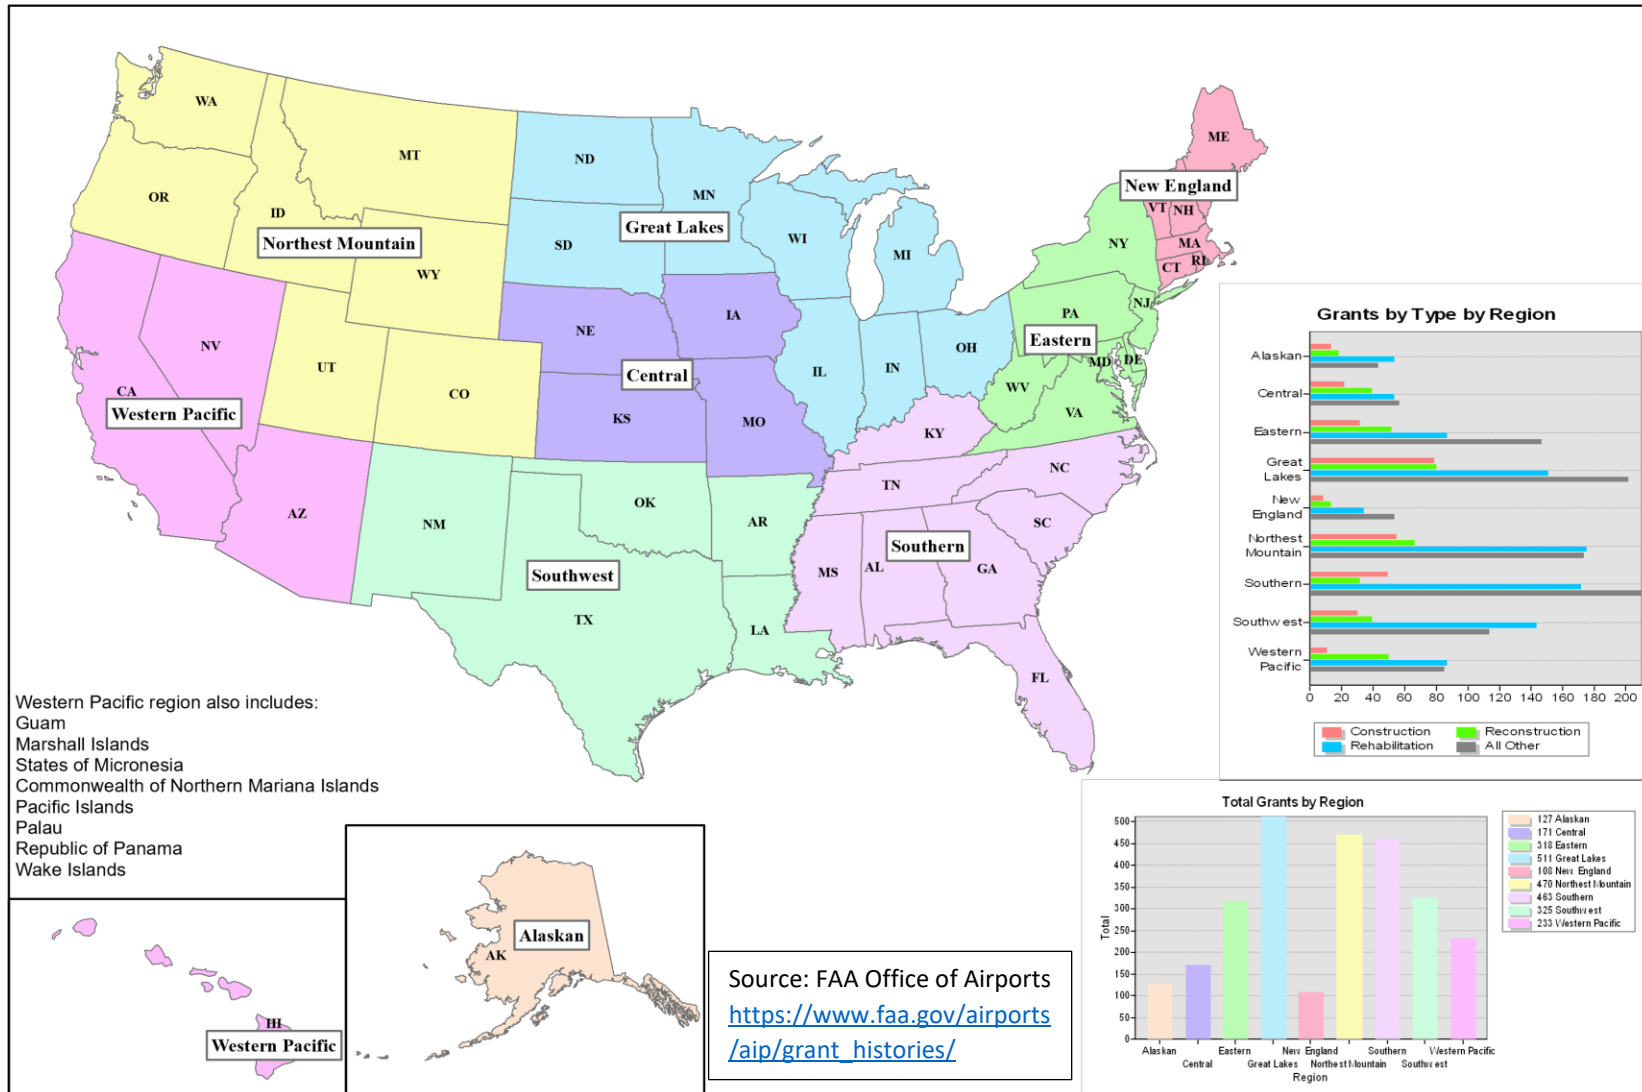 WA
MT
ND
MN
ME
OR
ID
Northest Mountain
WY
SD
Great Lakes
WI
MI
New England
VT
NH
NY
MA
CT
RI
NV
CA
Western Pacific
UT
CO
NE
IA
Central
KS
MO
IL
IN
OH
PA
NJ
Eastern
MD
DE
WV
VA
KY
AZ
NM
OK
AR
TN
NC
SC
Southwest
TX
LA
MS
AL
GA
Southern
FL
Grants by Type by Region
Alaskan
Central
Eastern
Great
Lakes
New
England
Northest
Mountain
Southern
Southwest
Western
Pacific
0 20 40 60 80 100 120 140 160 180 200
Construction
Reconstruction
Rehabilitation
All Other
Western Pacific region also includes:
Guam
Marshall Islands
States of Micronesia
Commonwealth of Northern Mariana Islands
Pacific Islands
Palau
Republic of Panama
Wake Islands
HI
Western Pacific
AK
Alaskan
Source: FAA Office of Airports
https://www.faa.gov/airports
/aip/grant_histories/
Total Grants by Region
500
450
400
350
300
250
200
150
100
50
0
Total
Alaskan
Central
Eastern
Great Lakes
New England
Northest Mountain
Southern
Southwest
Western Pacific
Region
127 Alaskan
171 Central
318 Eastern
511 Great Lakes
108 New England
470 Northest Mountain
463 Southern
325 Southwest
233 Western Pacific